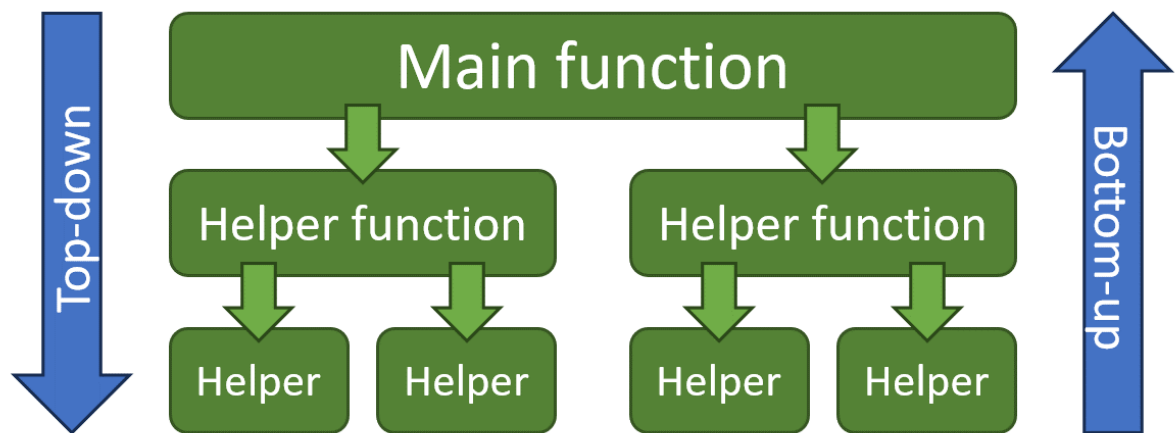 Main function
Top-down
Bottom-up
Helper function
Helper function
Helper
Helper
Helper
Helper